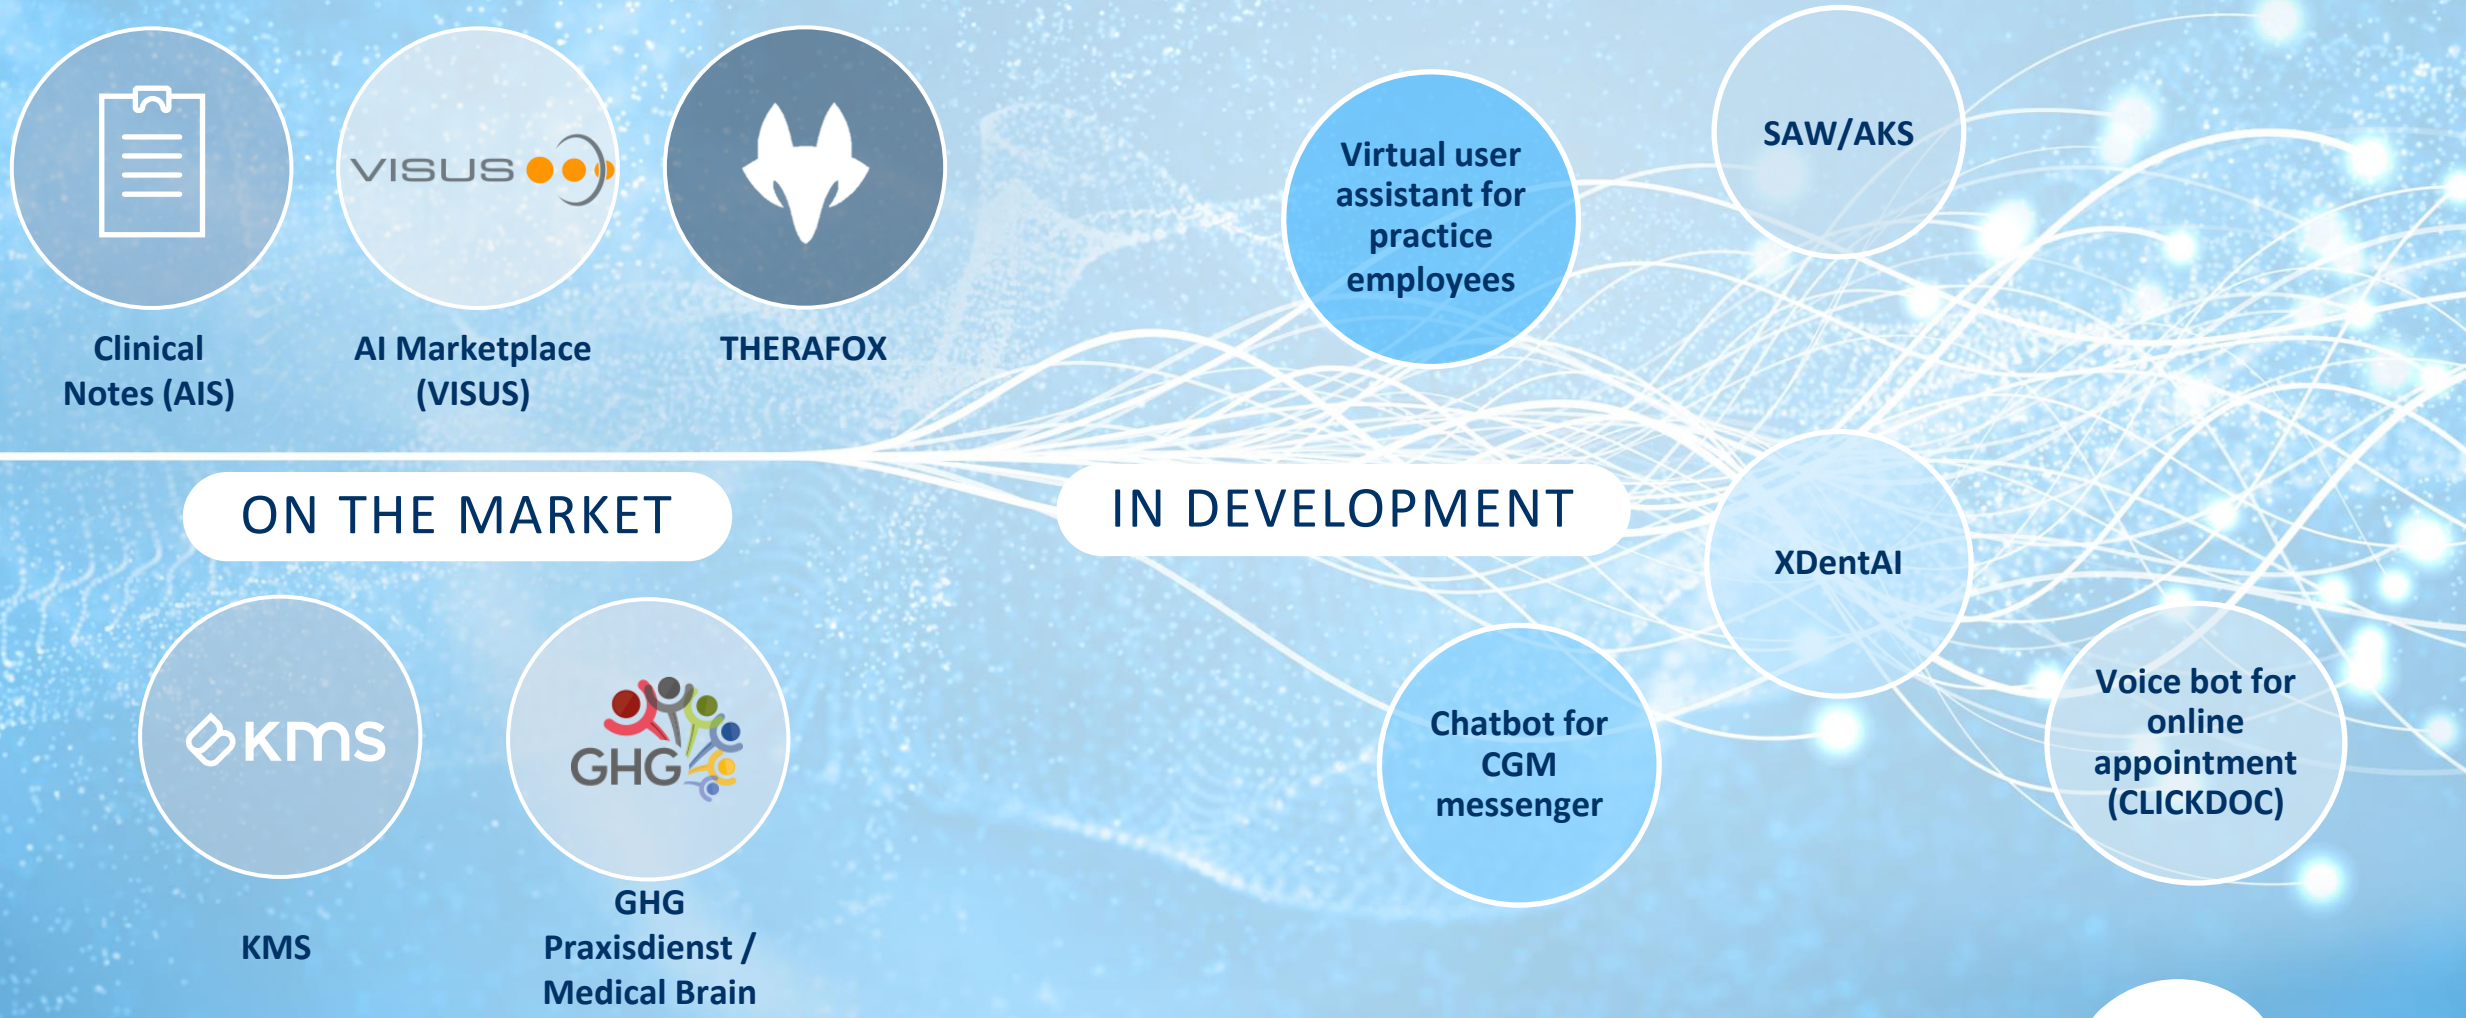 VISUS
Clinical
Notes (AIS)
AI Marketplace
(VISUS)
THERAFOX
ON THE MARKET
kms
KMS
GHG
GHG
Praxisdienst /
Medical Brain
Virtual user
assistant for
practice
employees
SAW/AKS
IN DEVELOPMENT
XDentAI
Chatbot for
CGM
messenger
Voice bot for
online
appointment
(CLICKDOC)